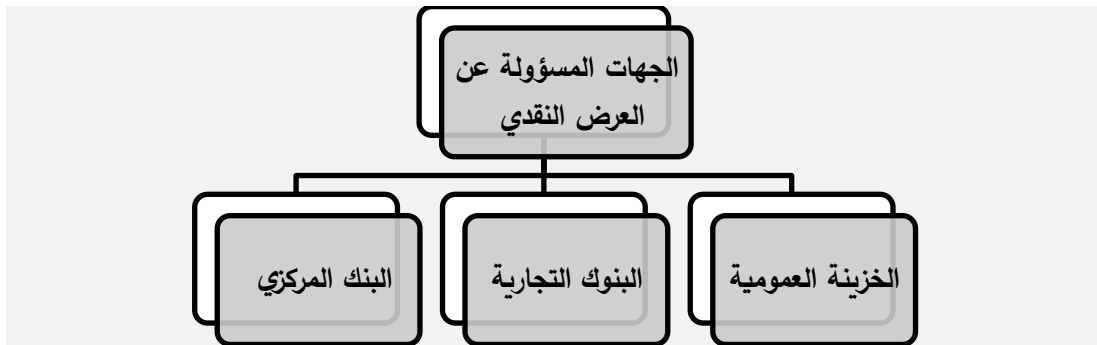 الجهات المسؤولة عن
العرض النقدي
الخزينة العمومية
البنوك التجارية
البنك المركزي